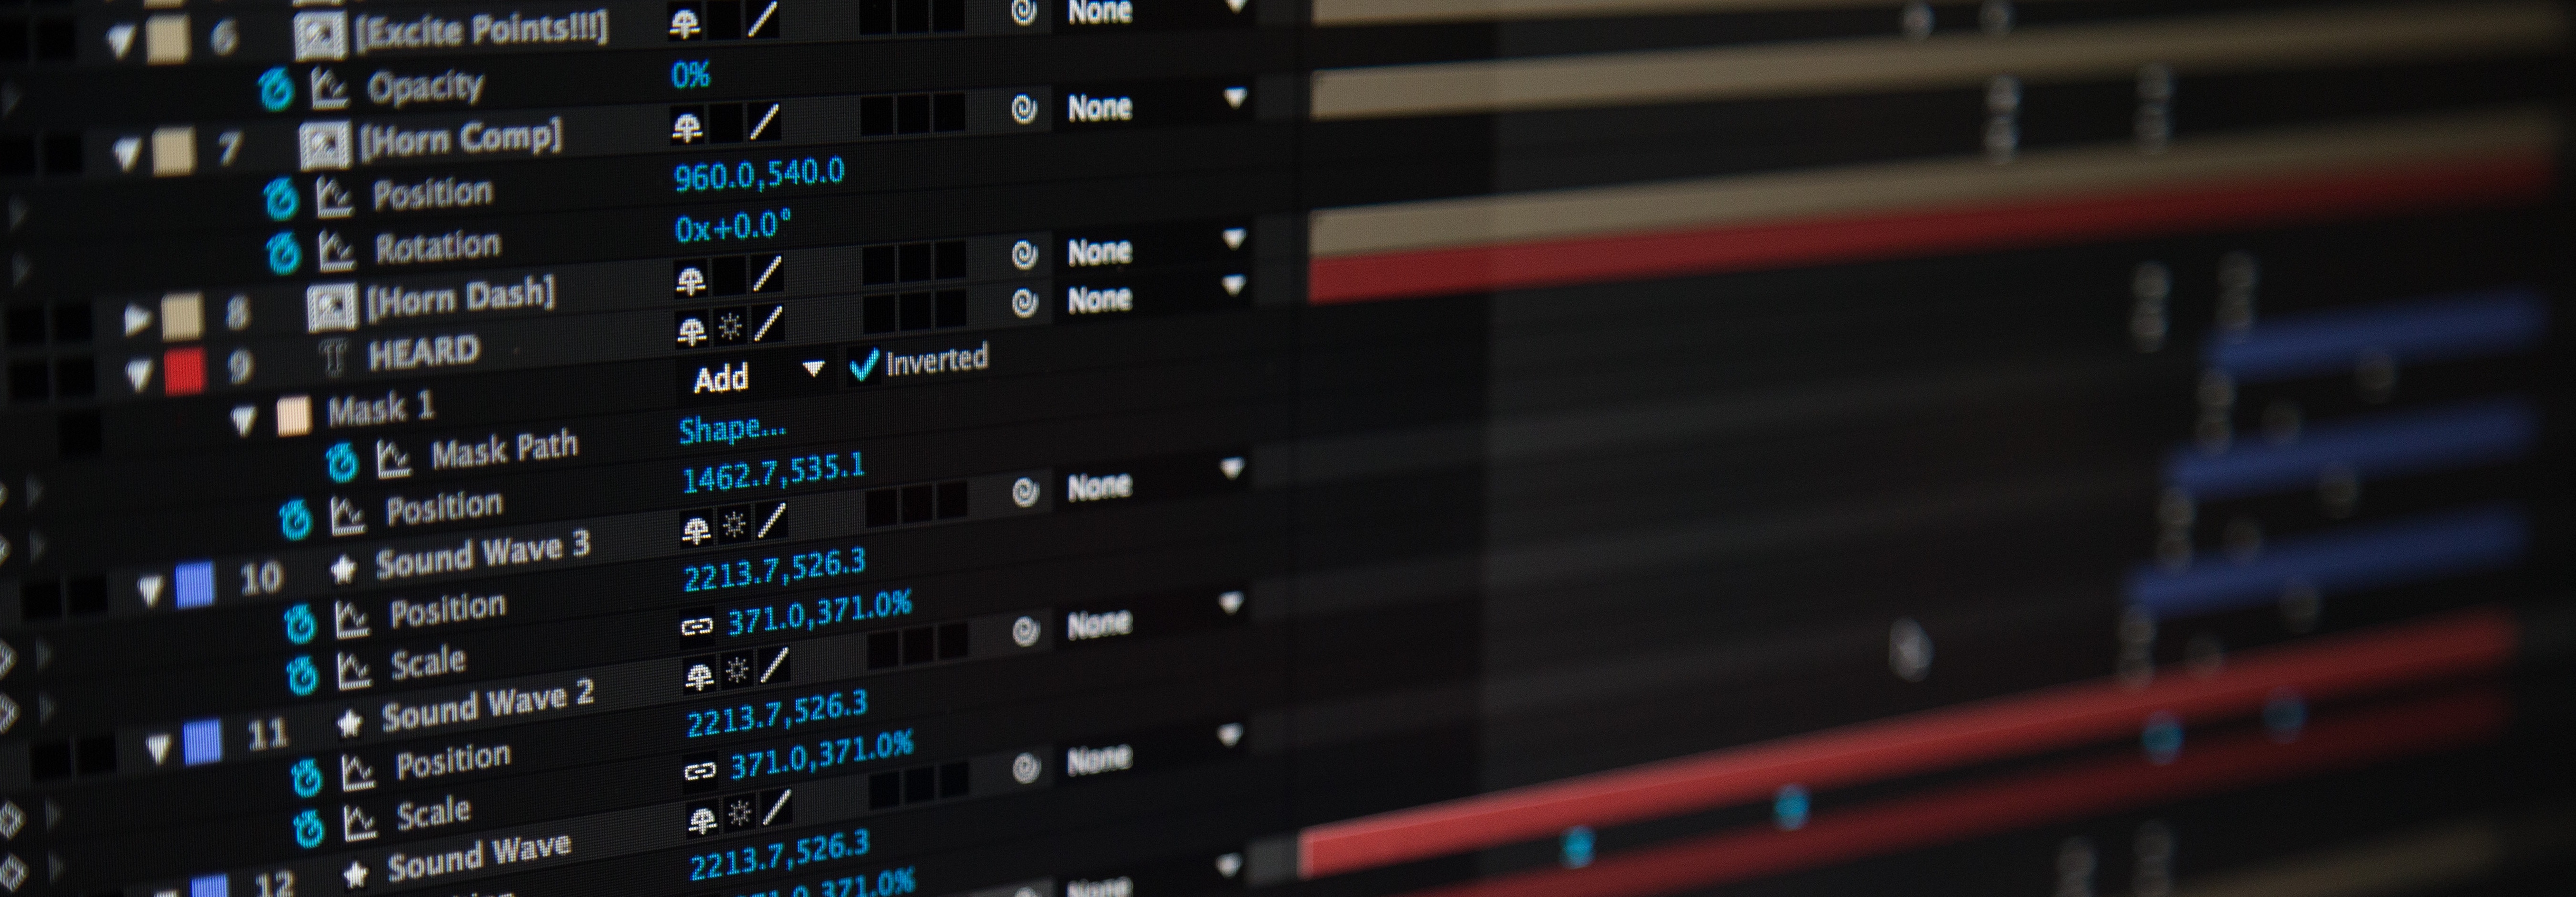 6 [Excite Points!!!] None
Opacity 0%
7 [Horn Comp] None
Position 960.0,540.0
Rotation 0x+0.0°
8 [Horn Dash] None
9 T HEARD None
Mask 1 Add Inverted
Mask Path Shape...
Position 1462.7,535.1
10 Sound Wave 3 None
Position 2213.7,526.3
Scale 371.0,371.0%
11 Sound Wave 2 None
Position 2213.7,526.3
Scale 371.0,371.0%
12 Sound Wave None
2213.7,526.3
371.0% None